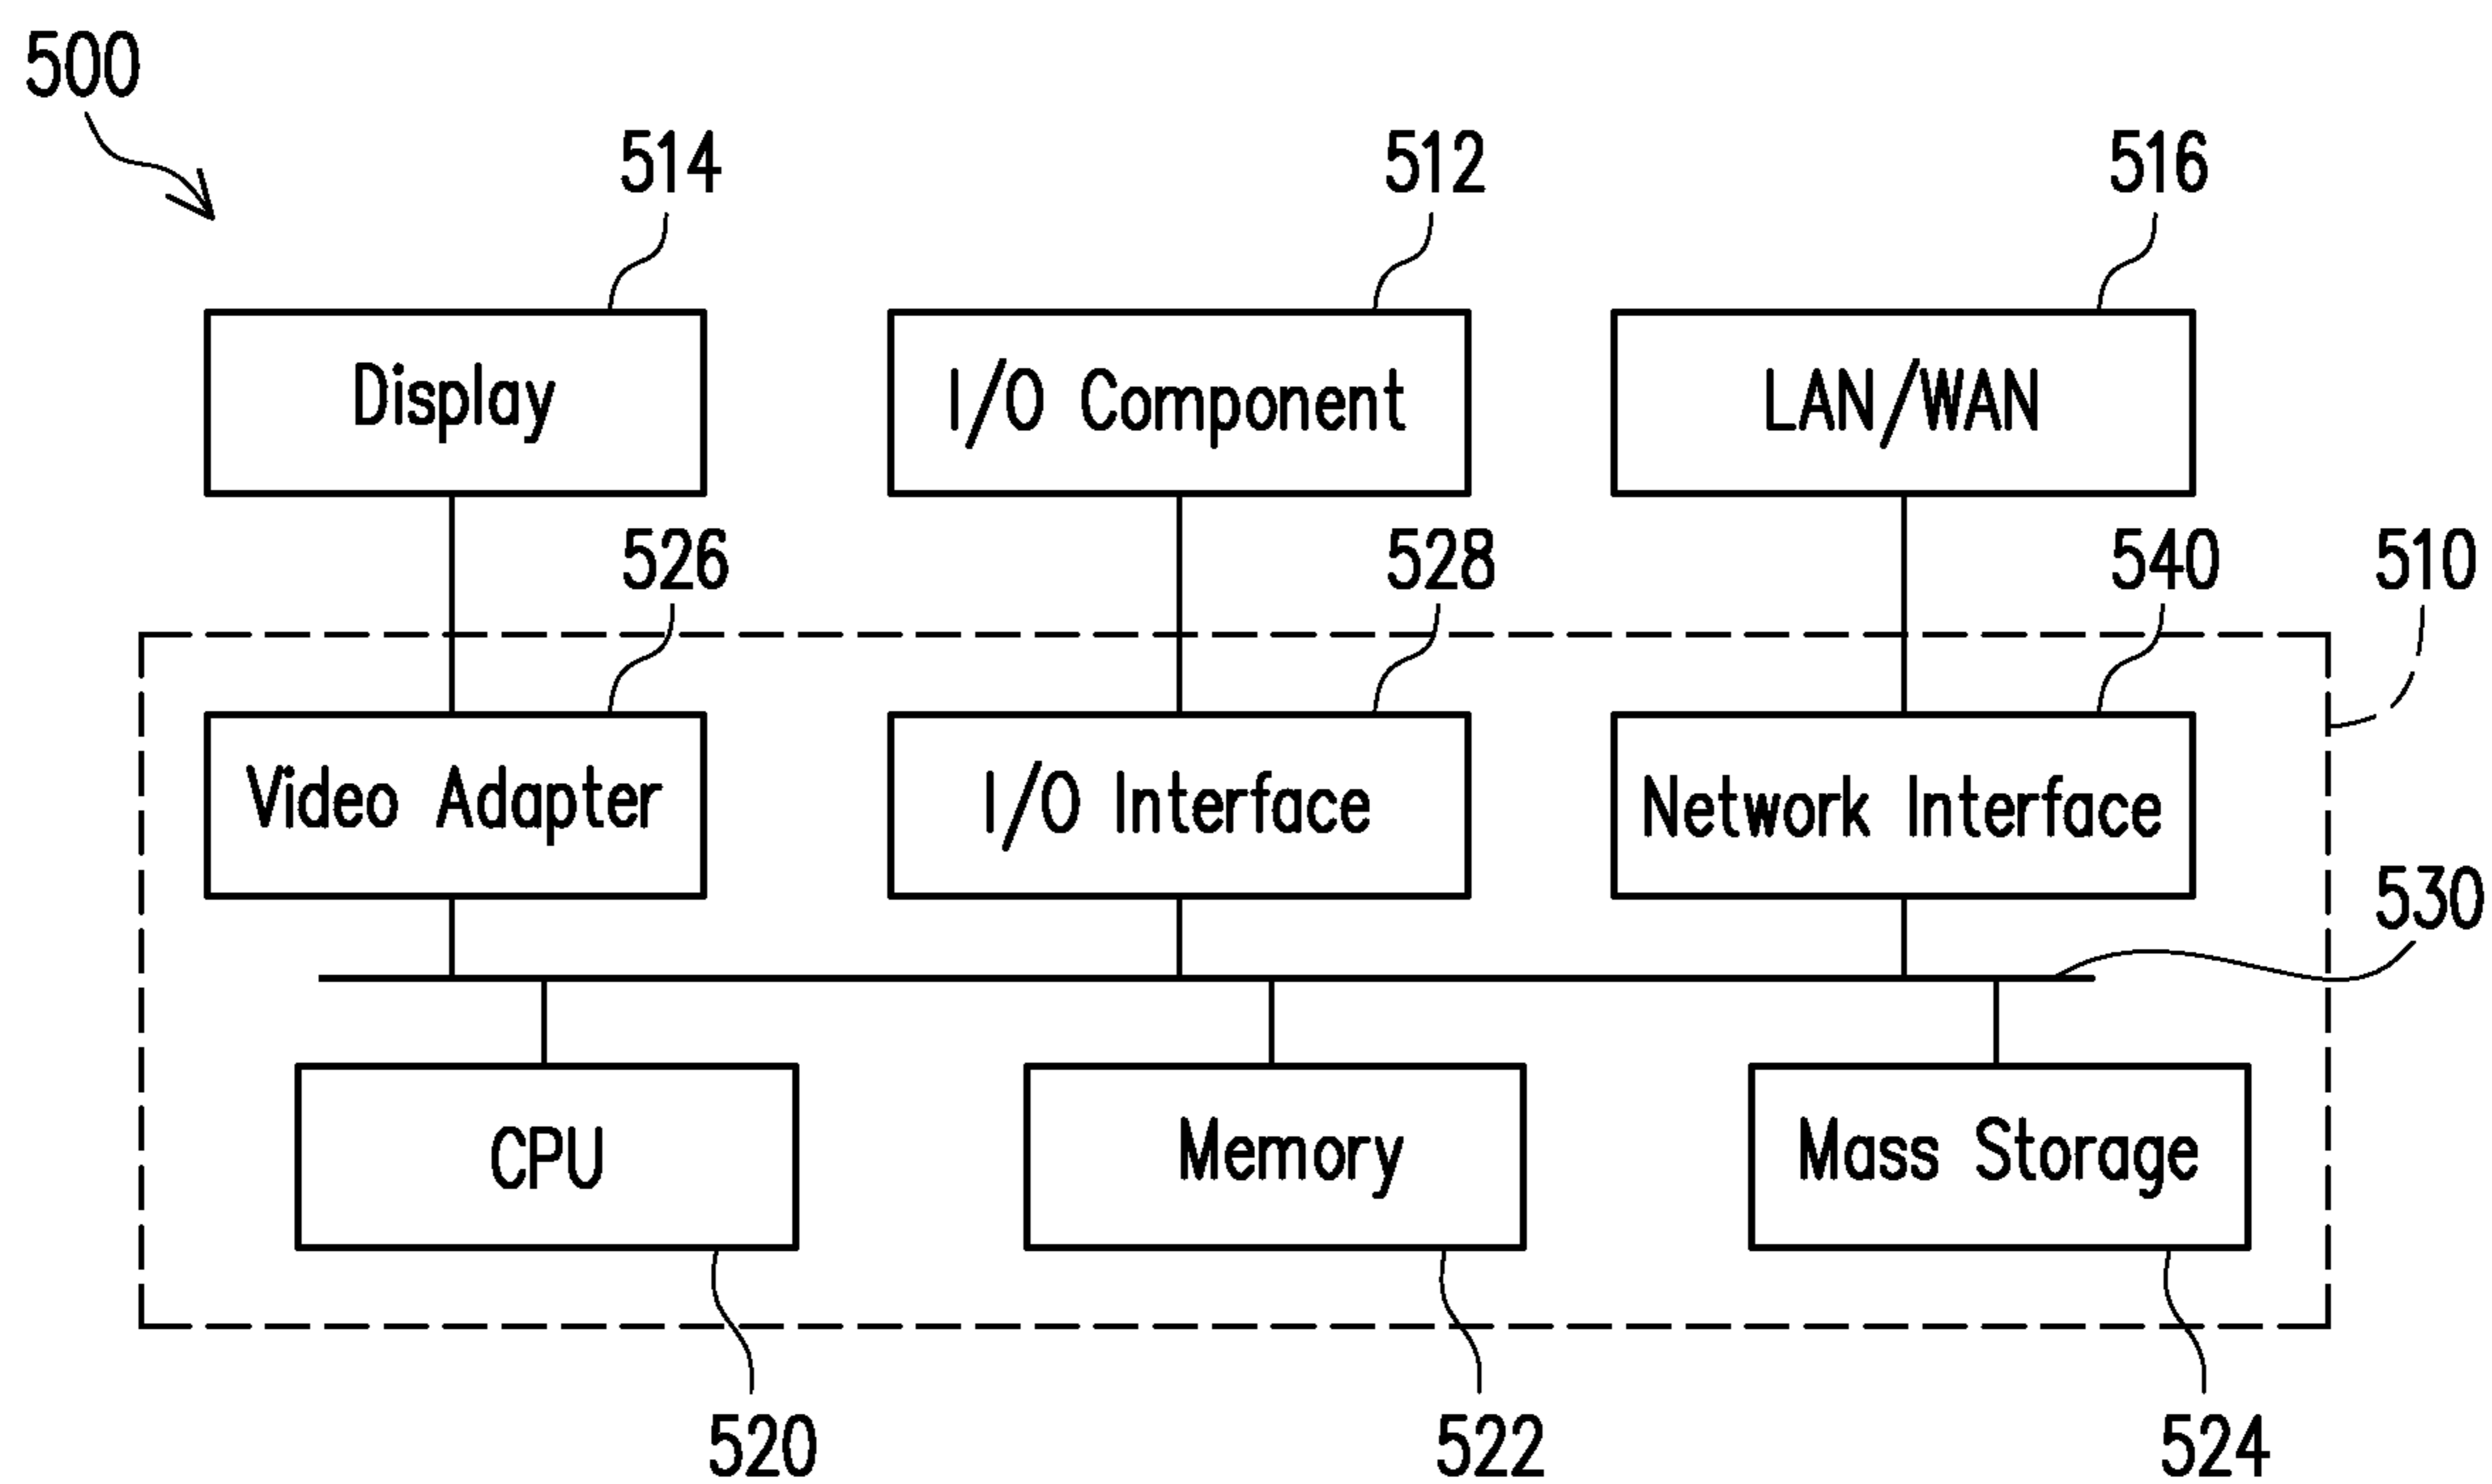 500
514
512
516
Display
I/O Component
LAN/WAN
526
528
540
510
Video Adapter
I/O Interface
Network Interface
530
CPU
Memory
Mass Storage
520
522
524